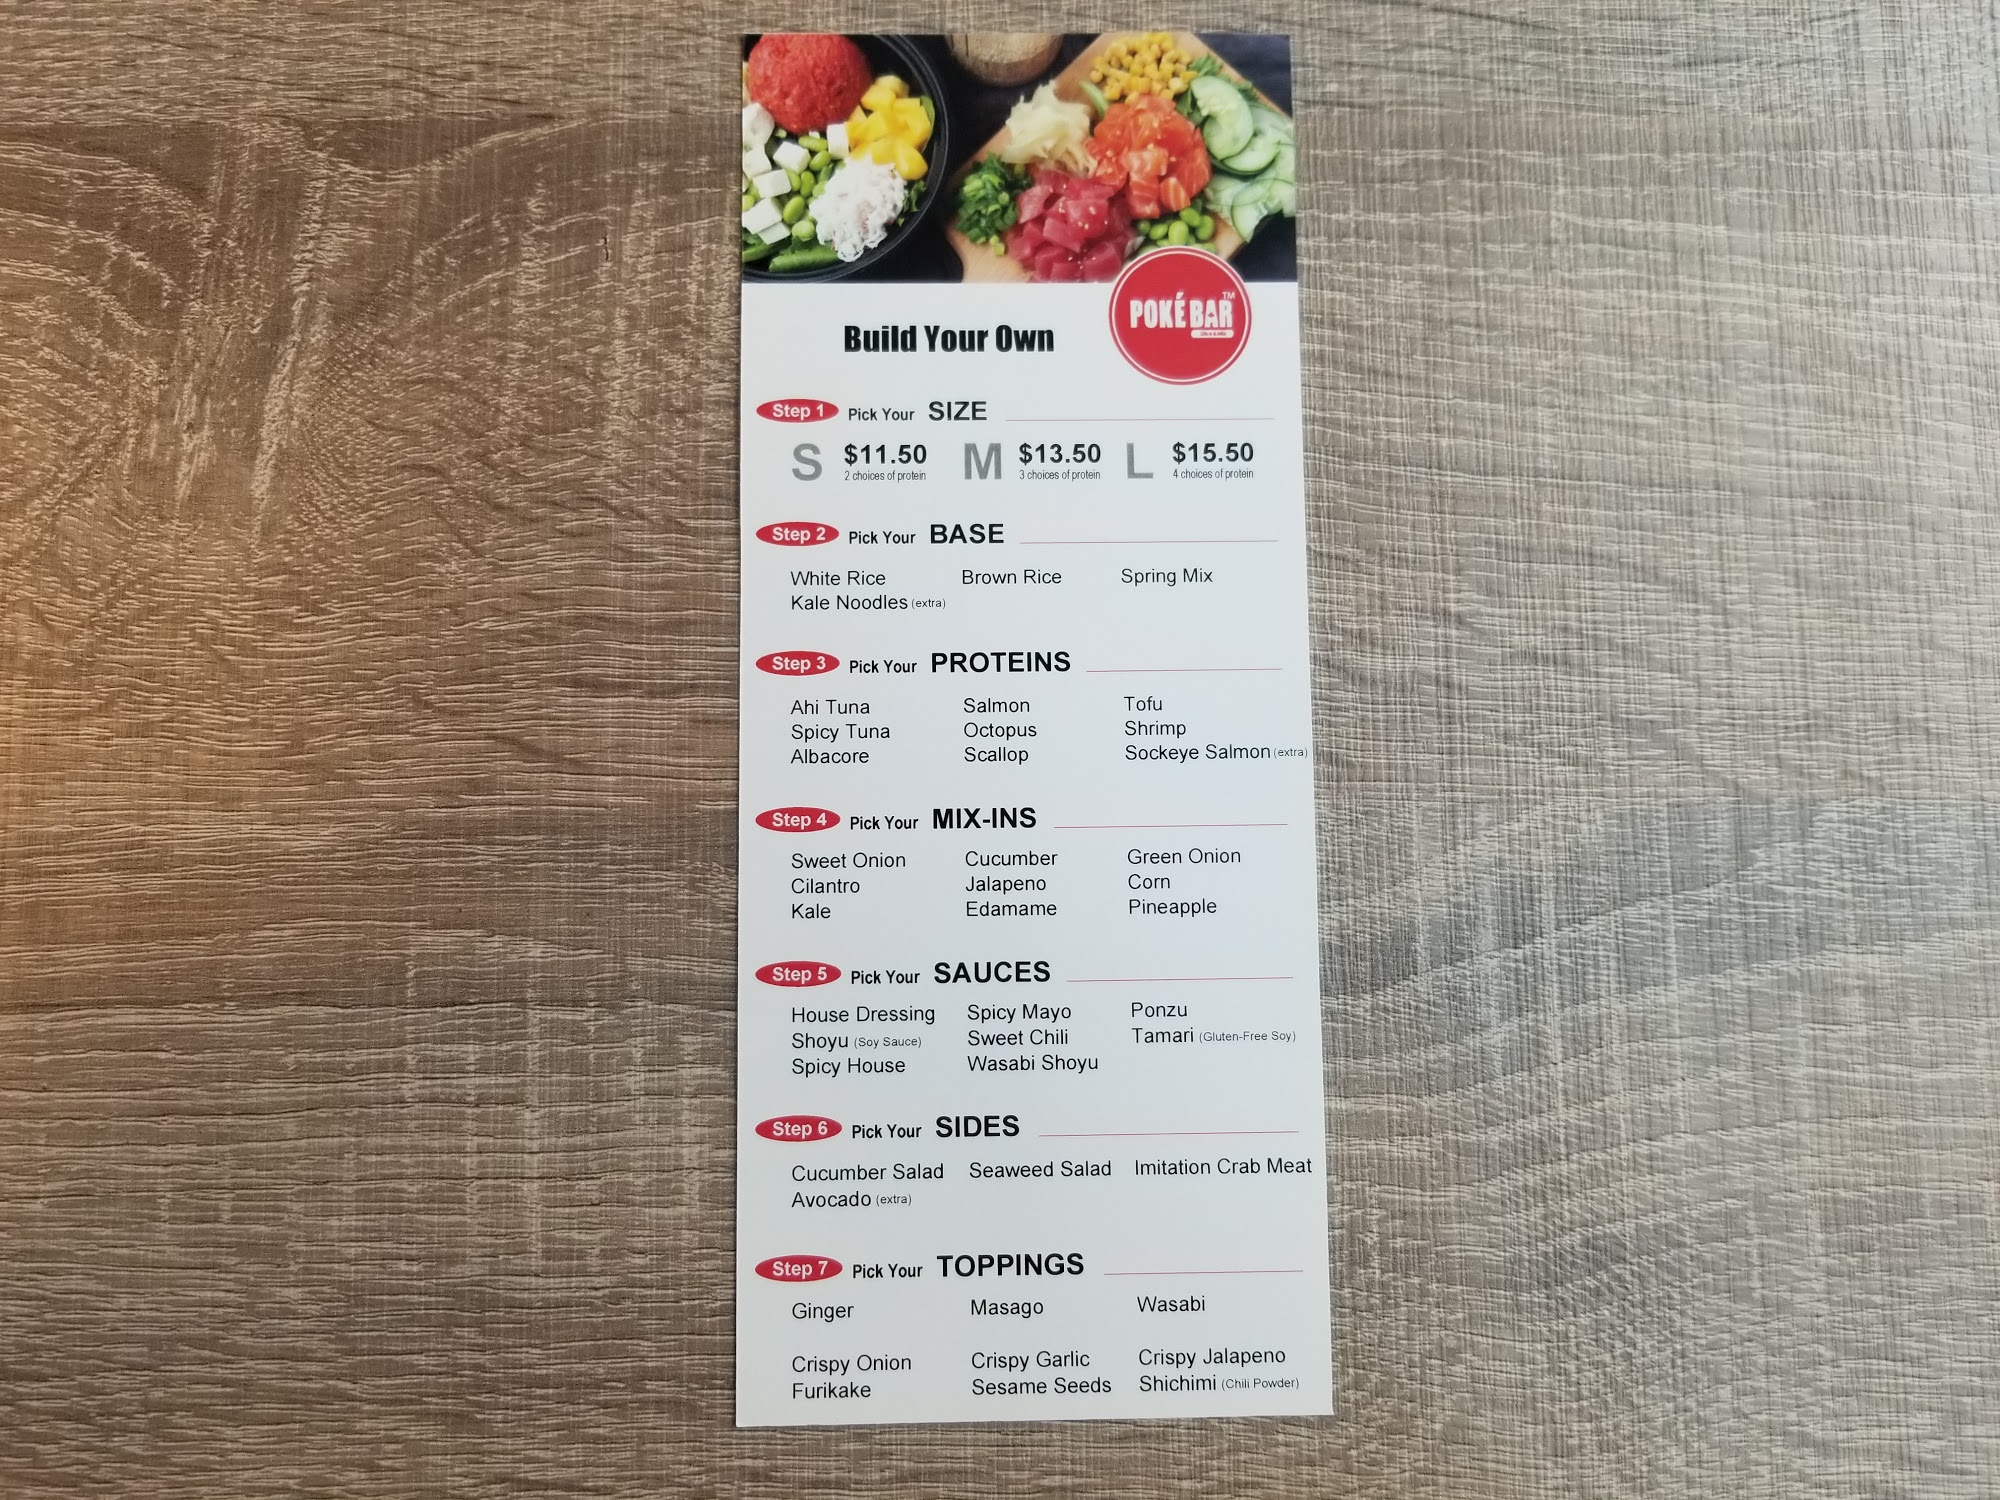 POKÉ BAR™
Build Your Own
Step 1 Pick Your SIZE
S $11.50 M $13.50 L $15.50
2 choices of protein 3 choices of protein 4 choices of protein
Step 2 Pick Your BASE
White Rice Brown Rice Spring Mix
Kale Noodles (extra)
Step 3 Pick Your PROTEINS
Ahi Tuna Salmon Tofu
Spicy Tuna Octopus Shrimp
Albacore Scallop Sockeye Salmon (extra)
Step 4 Pick Your MIX-INS
Sweet Onion Cucumber Green Onion
Cilantro Jalapeno Corn
Kale Edamame Pineapple
Step 5 Pick Your SAUCES
House Dressing Spicy Mayo Ponzu
Shoyu (Soy Sauce) Sweet Chili Tamari (Gluten-Free Soy)
Spicy House Wasabi Shoyu
Step 6 Pick Your SIDES
Cucumber Salad Seaweed Salad Imitation Crab Meat
Avocado (extra)
Step 7 Pick Your TOPPINGS
Ginger Masago Wasabi
Crispy Onion Crispy Garlic Crispy Jalapeno
Furikake Sesame Seeds Shichimi (Chili Powder)